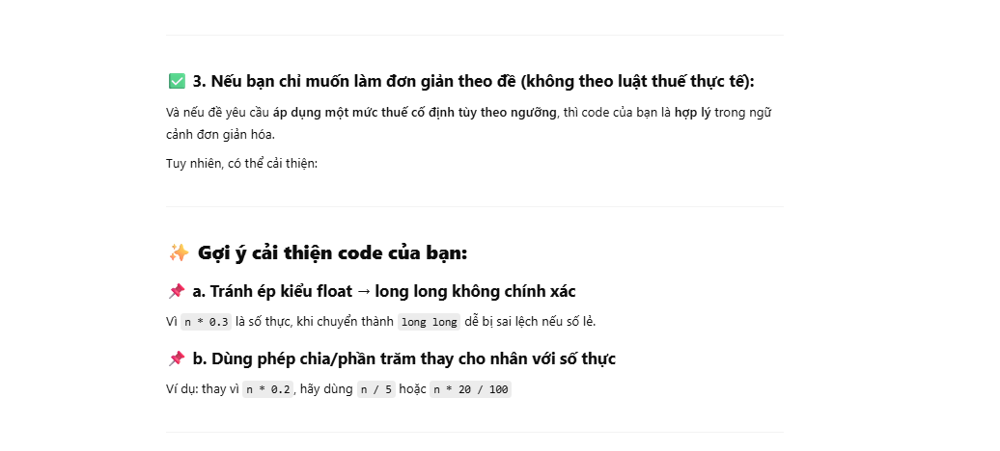 ✅ 3. Nếu bạn chỉ muốn làm đơn giản theo đề (không theo luật thuế thực tế):
Và nếu đề yêu cầu áp dụng một mức thuế cố định tùy theo ngưỡng, thì code của bạn là hợp lý trong ngữ
cảnh đơn giản hóa.
Tuy nhiên, có thể cải thiện:
✨ Gợi ý cải thiện code của bạn:
📌 a. Tránh ép kiểu float → long long không chính xác
Vì n * 0.3 là số thực, khi chuyển thành long long dễ bị sai lệch nếu số lẻ.
📌 b. Dùng phép chia/phần trăm thay cho nhân với số thực
Ví dụ: thay vì n * 0.2, hãy dùng n / 5 hoặc n * 20 / 100